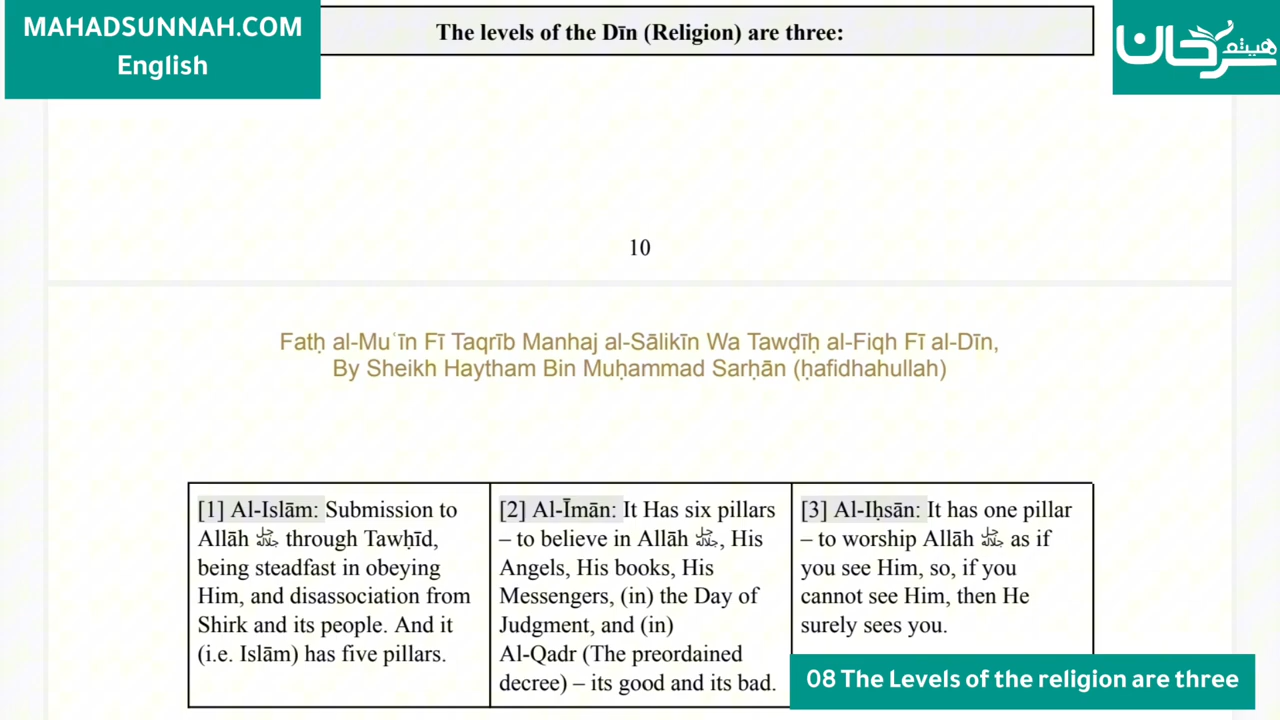 MAHADSUNNAH.COM
English
The levels of the Dīn (Religion) are three:
هيثم
سرحان
10
Fatḥ al-Muʿīn Fī Taqrīb Manhaj al-Sālikīn Wa Tawḍīḥ al-Fiqh Fī al-Dīn,
By Sheikh Haytham Bin Muḥammad Sarḥān (ḥafidhahullah)
[1] Al-Islām: Submission to
Allāh ﷻ through Tawḥīd,
being steadfast in obeying
Him, and disassociation from
Shirk and its people. And it
(i.e. Islām) has five pillars.
[2] Al-Īmān: It Has six pillars
– to believe in Allāh ﷻ, His
Angels, His books, His
Messengers, (in) the Day of
Judgment, and (in)
Al-Qadr (The preordained
decree) – its good and its bad.
[3] Al-Iḥsān: It has one pillar
– to worship Allāh ﷻ as if
you see Him, so, if you
cannot see Him, then He
surely sees you.
08 The Levels of the religion are three